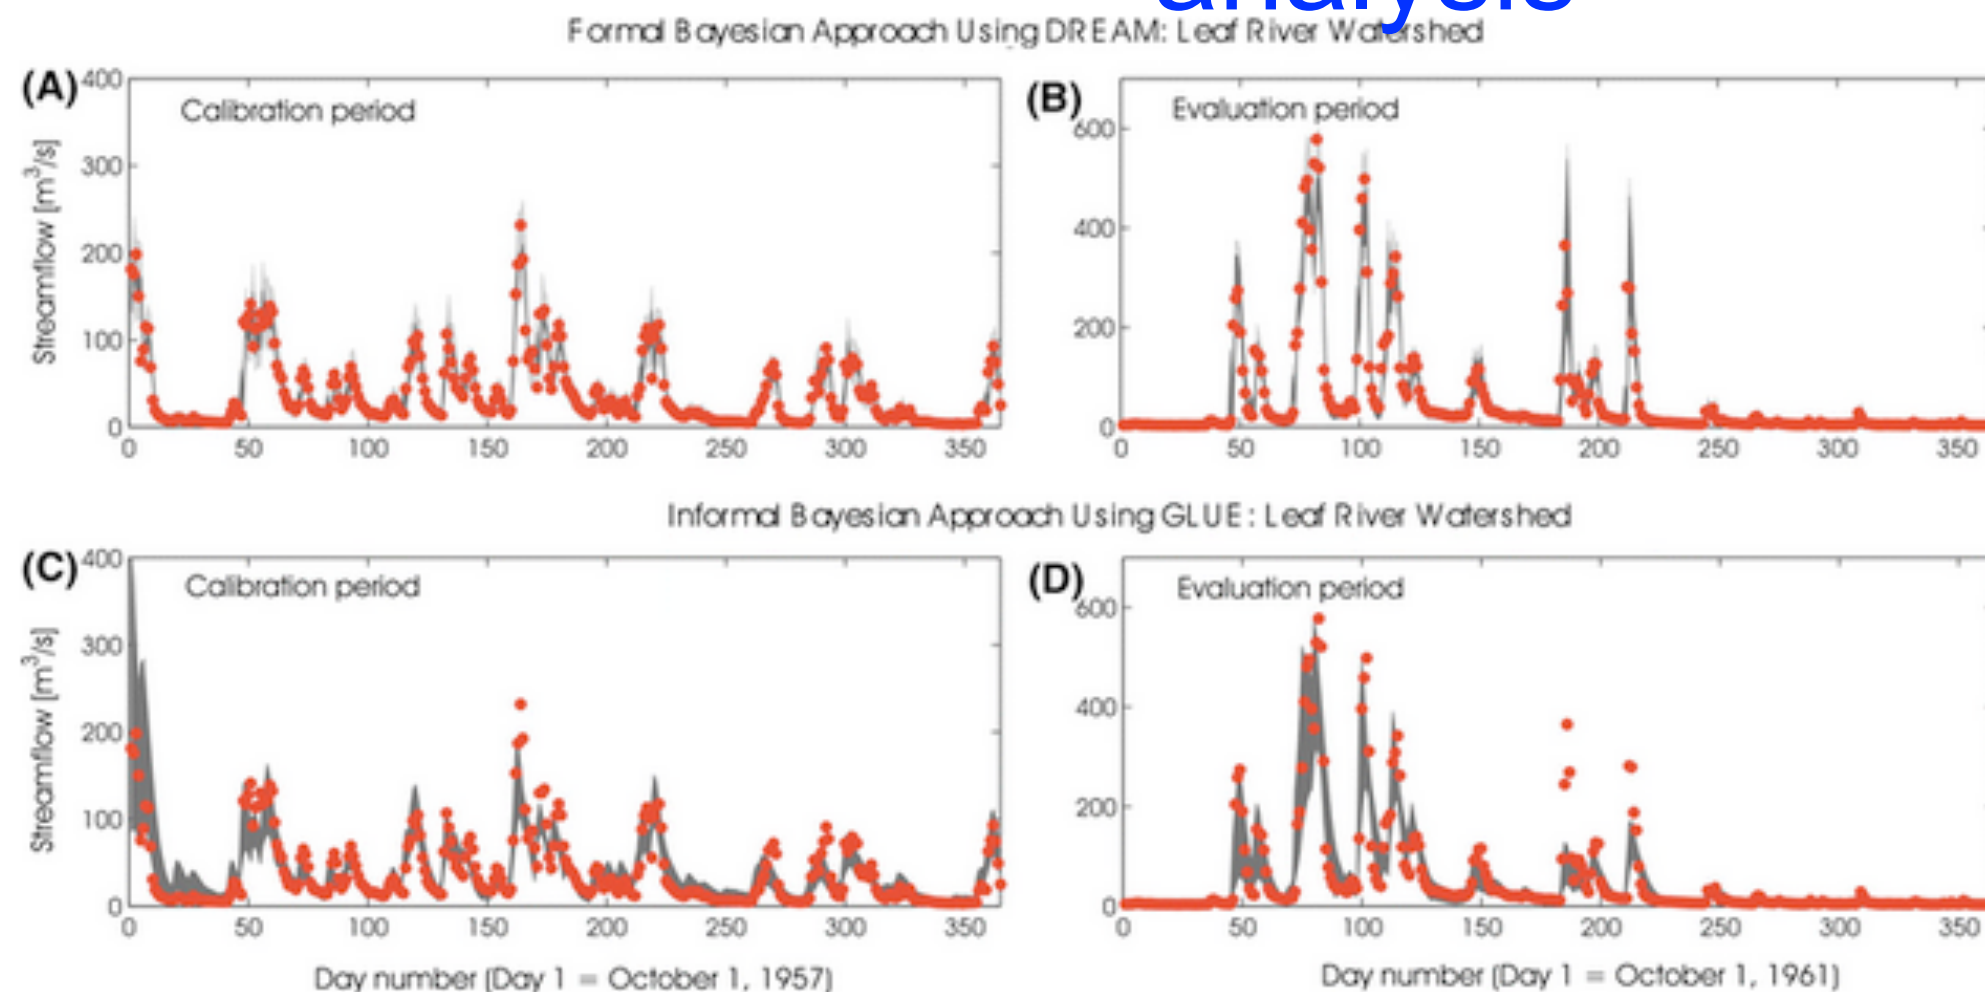 analysis
Formal Bayesian Approach Using DREAM: Leaf River Watershed
(A)
Calibration period
Streamflow [m³/s]
400
300
200
100
0
0 50 100 150 200 250 300 350
(B)
Evaluation period
600
400
200
0
0 50 100 150 200 250 300 350
Informal Bayesian Approach Using GLUE: Leaf River Watershed
(C)
Calibration period
Streamflow [m³/s]
400
300
200
100
0
0 50 100 150 200 250 300 350
Day number (Day 1 = October 1, 1957)
(D)
Evaluation period
600
400
200
0
0 50 100 150 200 250 300 350
Day number (Day 1 = October 1, 1961)